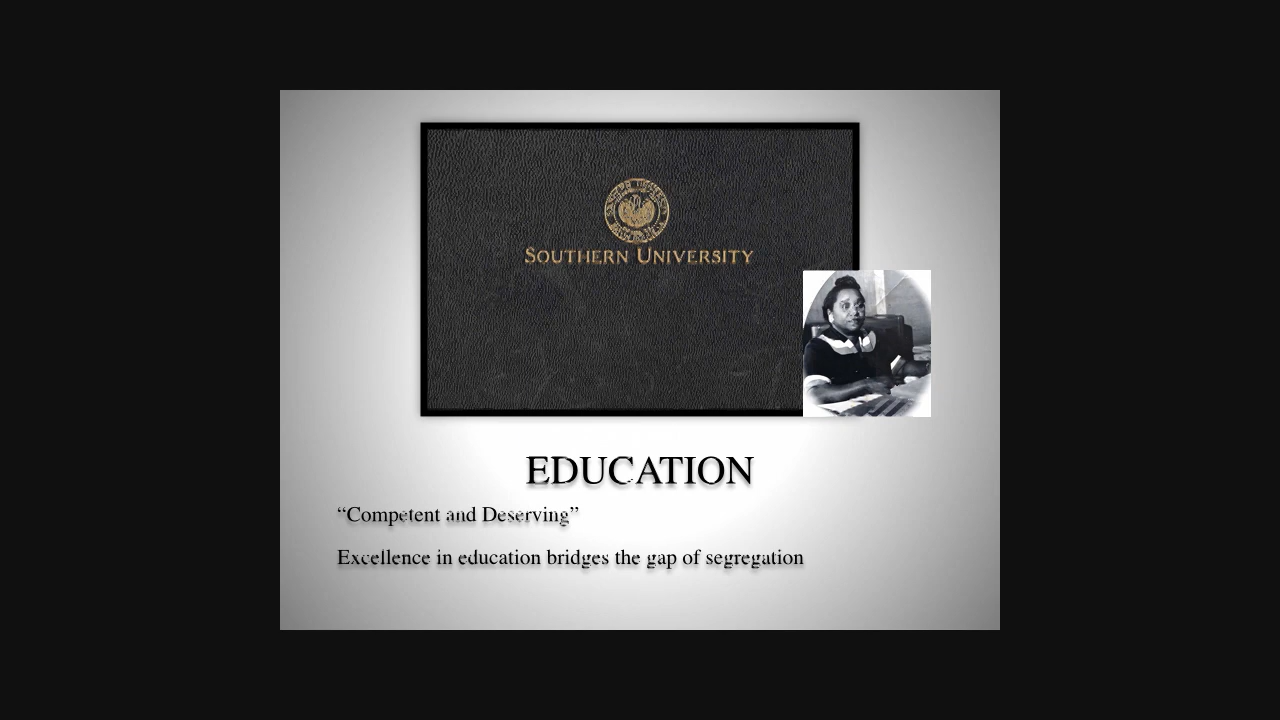 SOUTHERN UNIVERSITY
EDUCATION
“Competent and Deserving”
Excellence in education bridges the gap of segregation